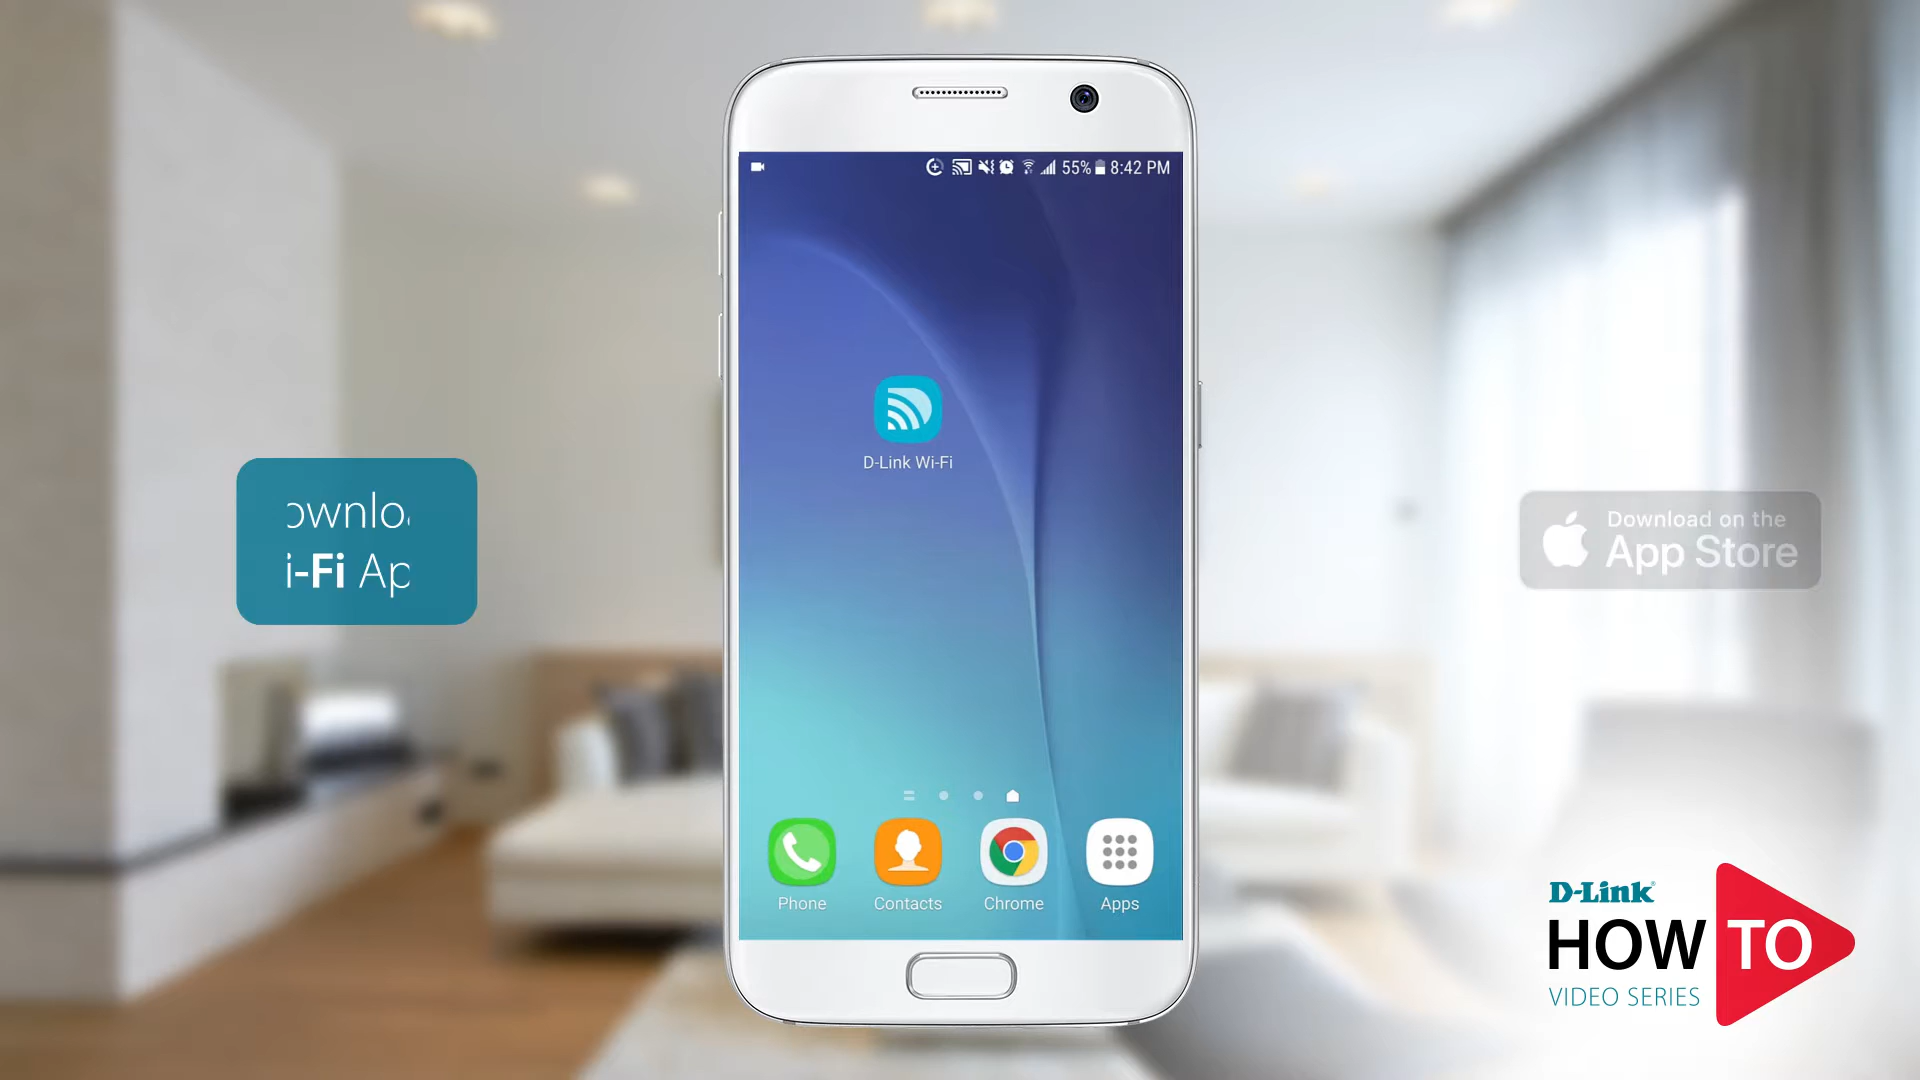 55% 8:42 PM
D-Link Wi-Fi
ownlo
i-Fi Ap
Download on the
App Store
Phone
Contacts
Chrome
Apps
D-Link
HOW TO
VIDEO SERIES